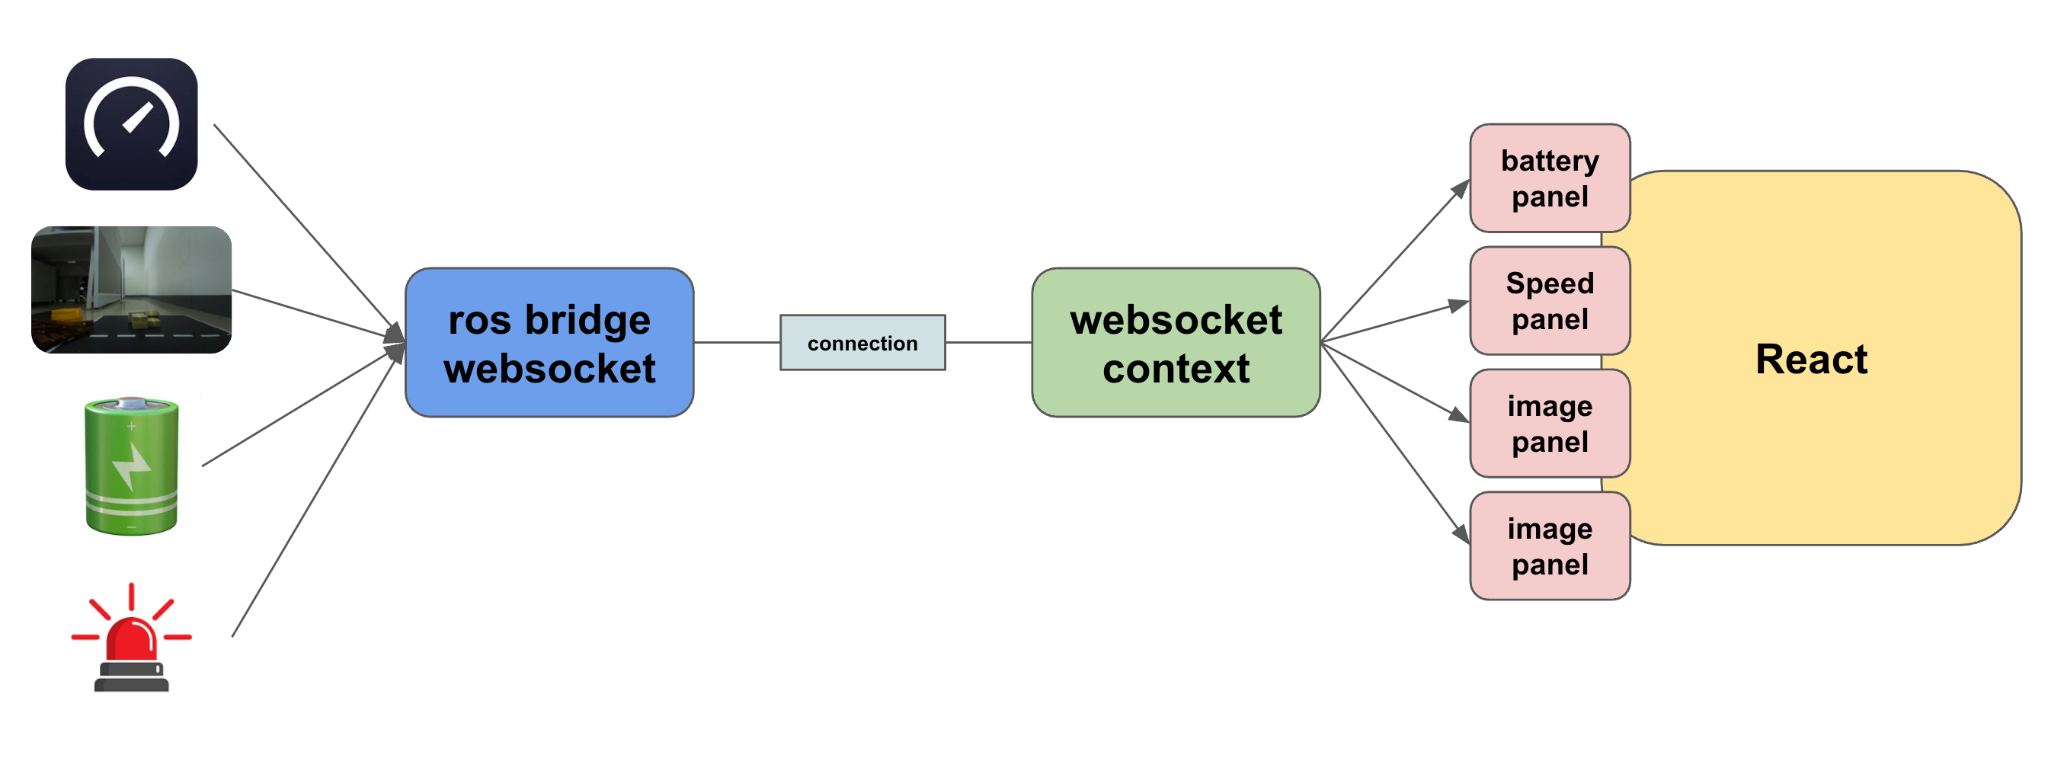 ros bridge
websocket
connection
websocket
context
battery
panel
Speed
panel
image
panel
image
panel
React